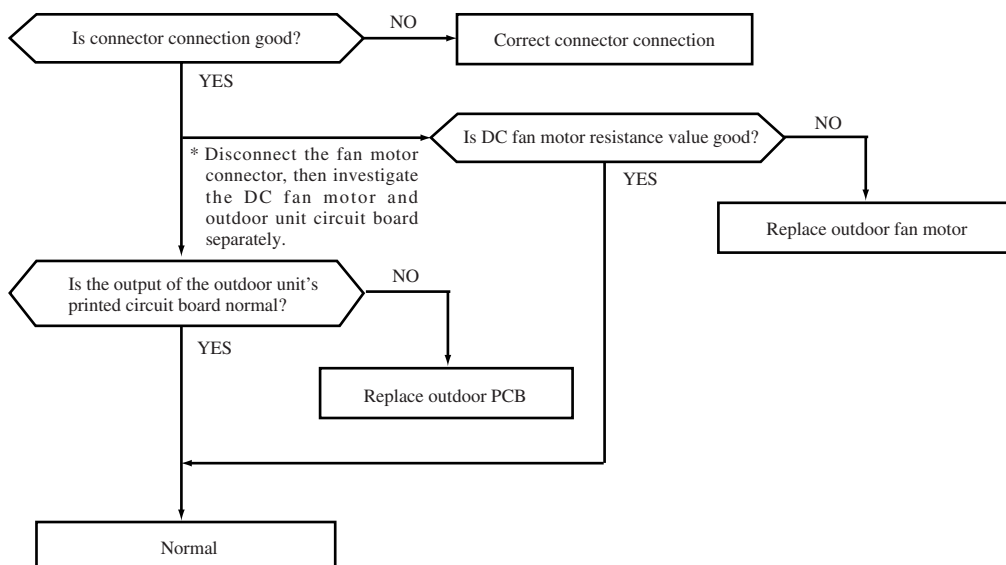 Is connector connection good?
NO
Correct connector connection
YES
Is DC fan motor resistance value good?
NO
* Disconnect the fan motor
connector, then investigate
the DC fan motor and
outdoor unit circuit board
separately.
YES
Replace outdoor fan motor
Is the output of the outdoor unit's
printed circuit board normal?
NO
YES
Replace outdoor PCB
Normal